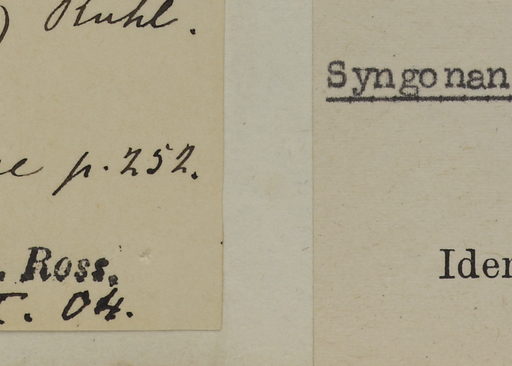 ) Ruhl.
p. 252.
. Ross.
. 04.
Syngonan
Iden